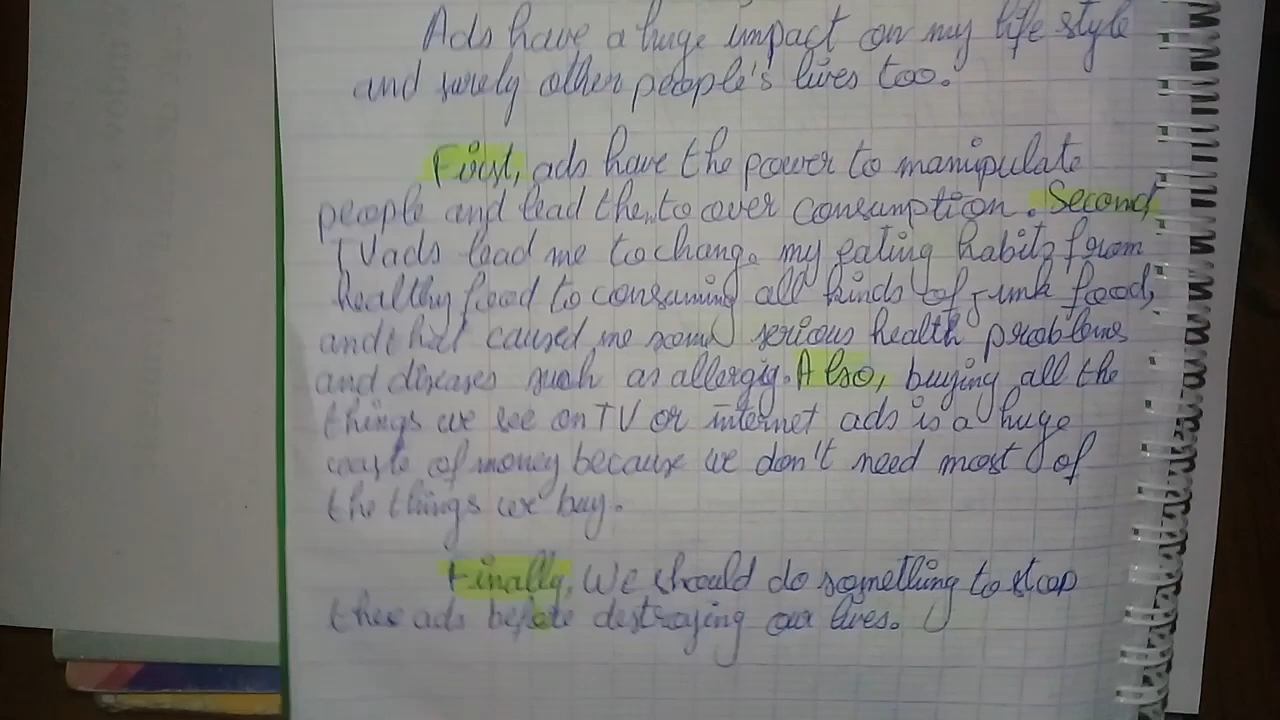 Ads have a huge impact on my life style
and surely other people's lives too.
First, ads have the power to manipulate
people and lead them to over consumption. Second
TV ads lead me to change my eating habits from
healthy food to consuming all kinds of junk food,
and that caused me some serious health problems
and diseases such as allergig. Also, buying all the
things we see on TV or internet ads is a huge
waste of money because we don't need most of
the things we buy.
Finally, We should do something to stop
these ads before destroying our lives.